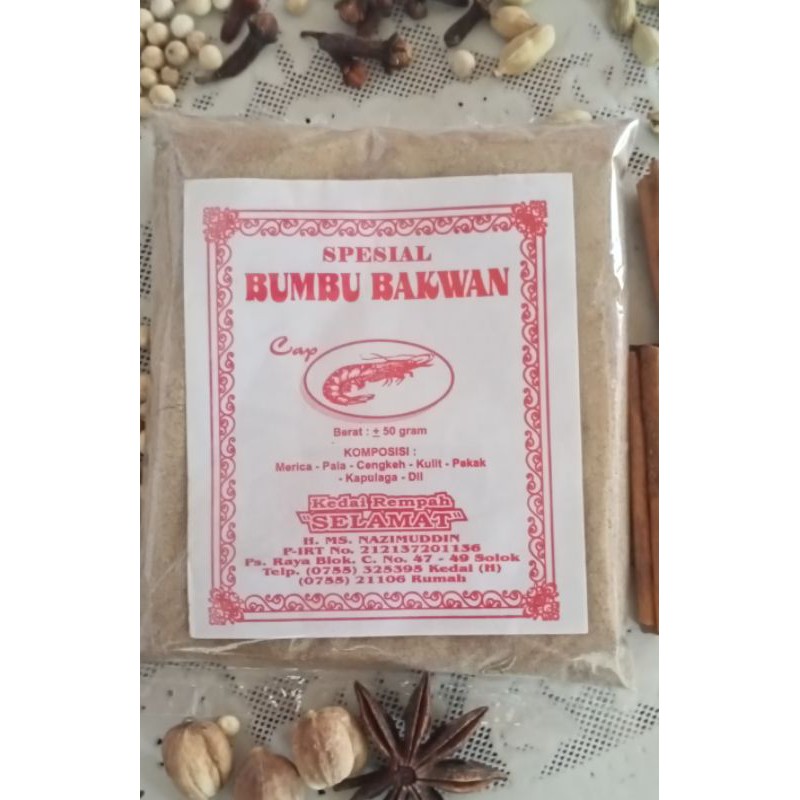 SPESIAL
BUMBU BAKWAN
Cap
Berat : ± 50 gram
KOMPOSISI :
Merica - Pala - Cengkeh - Kulit - Pekak
- Kapulaga - Dll
Kedai Rempah
"SELAMAT"
H. MS. NAZIMUDDIN
P-IRT No. 212137201136
Ps. Raya Blok. C. No. 47 - 49 Solok
Telp. (0755) 325395 Kedai (H)
(0755) 21106 Rumah